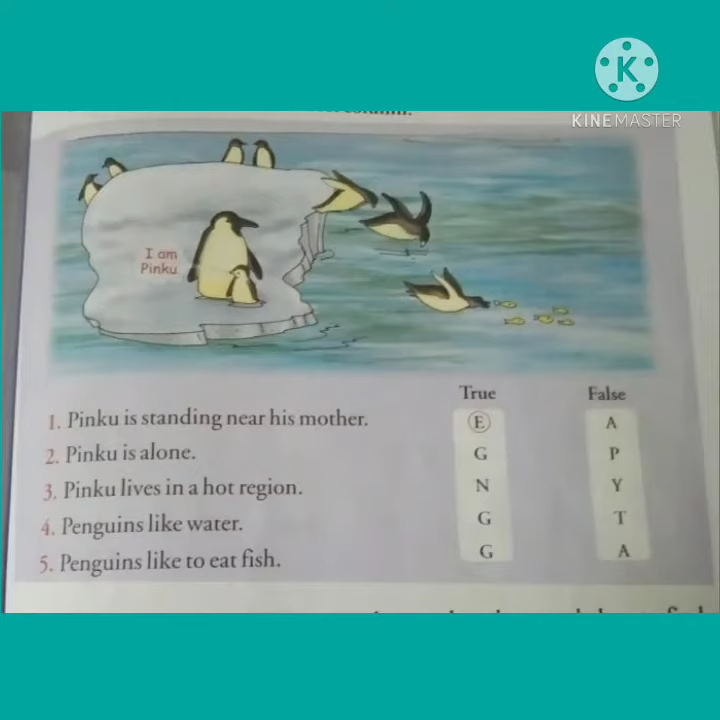 KINEMASTER
I am
Pinku
True False
1. Pinku is standing near his mother. E A
2. Pinku is alone. G P
3. Pinku lives in a hot region. N Y
4. Penguins like water. G T
5. Penguins like to eat fish. G A